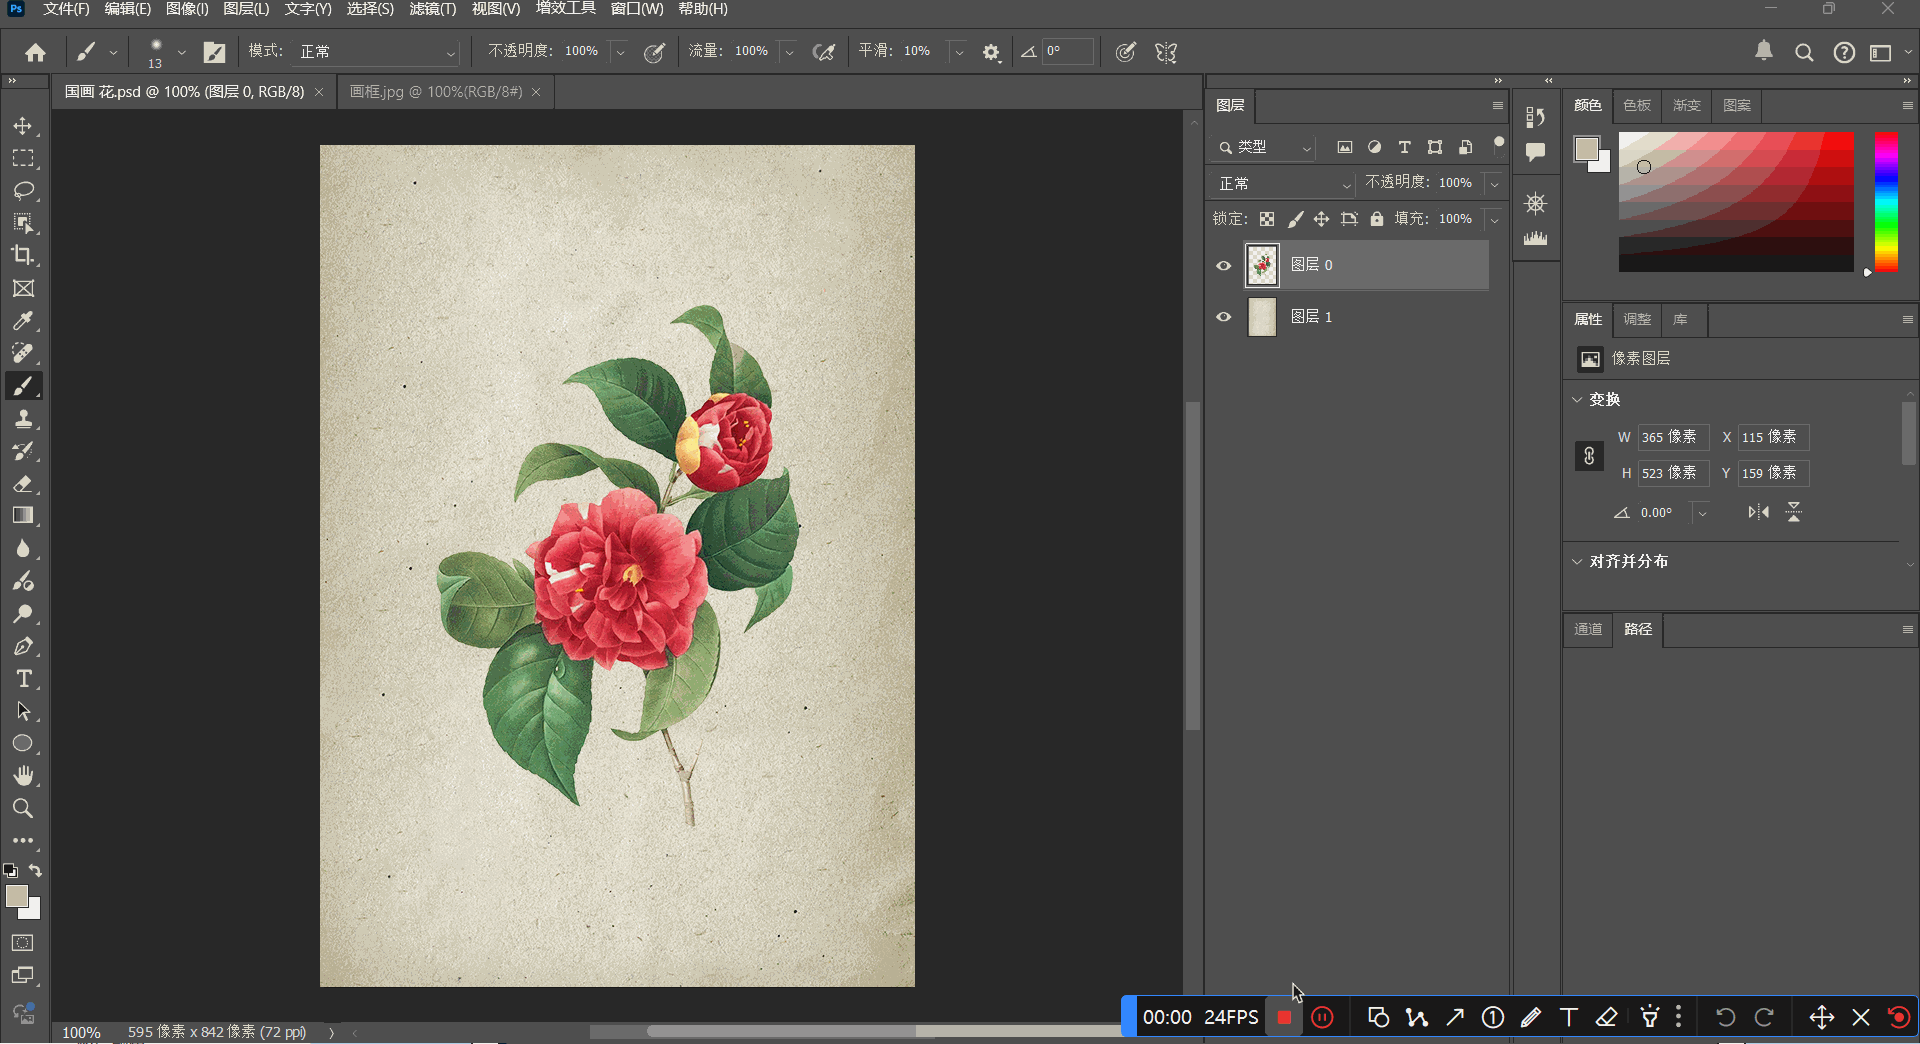 Ps 文件(F) 编辑(E) 图像(I) 图层(L) 文字(Y) 选择(S) 滤镜(T) 视图(V) 增效工具 窗口(W) 帮助(H)
13 模式: 正常 不透明度: 100% 流量: 100% 平滑: 10% 0°
国画 花.psd @ 100% (图层 0, RGB/8) 画框.jpg @ 100%(RGB/8#)
图层
类型
正常 不透明度: 100%
锁定: 填充: 100%
图层 0
图层 1
颜色 色板 渐变 图案
属性 调整 库
像素图层
变换
W 365 像素 X 115 像素
H 523 像素 Y 159 像素
0.00°
对齐并分布
通道 路径
100% 595 像素 x 842 像素 (72 ppi)
00:00 24FPS